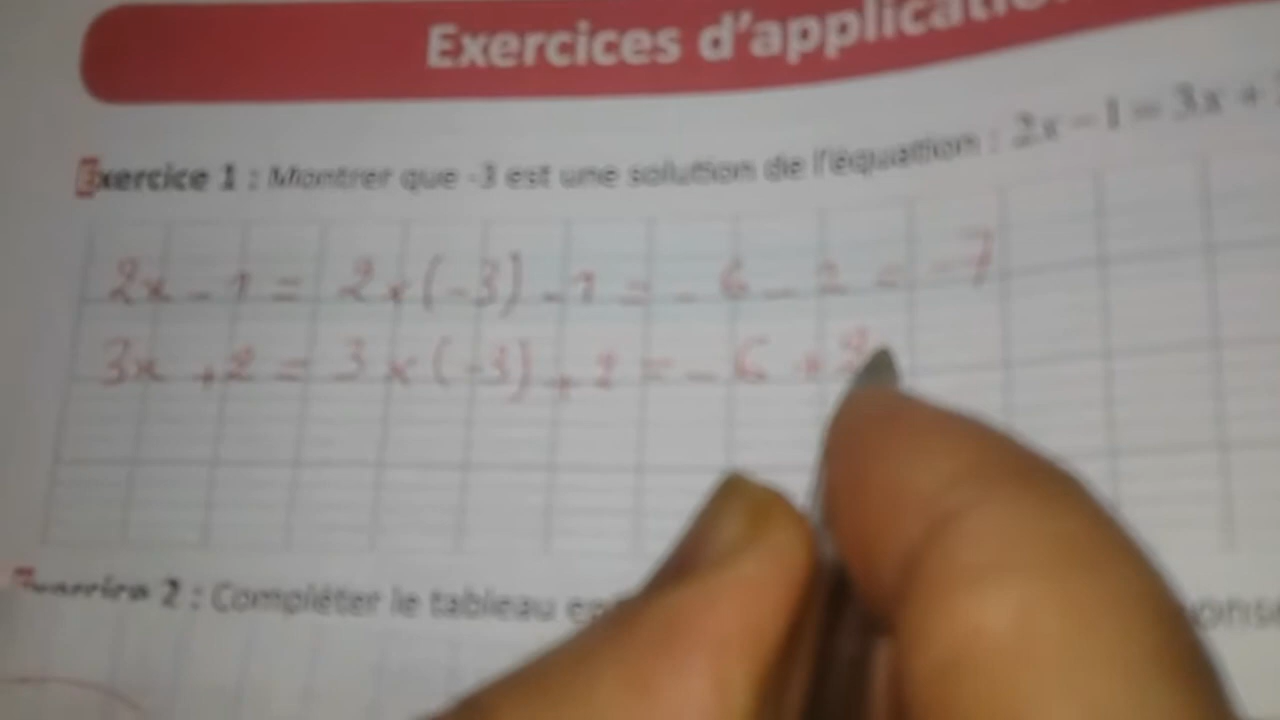 Exercices d'application
Exercice 1 : Montrer que -3 est une solution de l'équation : 2x-1=3x+
2x - 1 = 2 x (-3) - 1 = - 6 - 1 = -7
3x + 2 = 3 x (-3) + 2 = - 6 + 2
Exercice 2 : Compléter le tableau